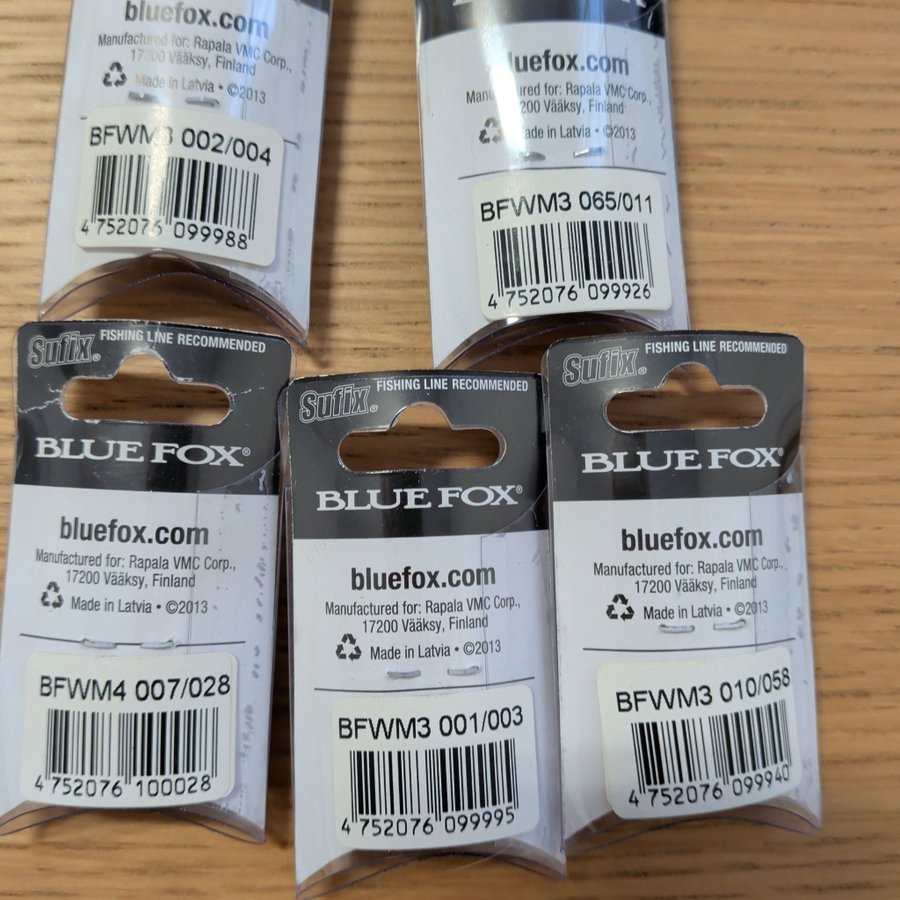 bluefox.com
Manufactured for: Rapala VMC Corp.,
17200 Vääksy, Finland
Made in Latvia • ©2013
BFWM3 002/004
4 752076 099988
bluefox.com
Manufactured for: Rapala VMC Corp.,
17200 Vääksy, Finland
Made in Latvia • ©2013
BFWM3 065/011
4 752076 099926
Sufix® FISHING LINE RECOMMENDED
BLUE FOX®
bluefox.com
Manufactured for: Rapala VMC Corp.,
17200 Vääksy, Finland
Made in Latvia • ©2013
BFWM4 007/028
4 752076 100028
Sufix® FISHING LINE RECOMMENDED
BLUE FOX®
bluefox.com
Manufactured for: Rapala VMC Corp.,
17200 Vääksy, Finland
Made in Latvia • ©2013
BFWM3 001/003
4 752076 099995
Sufix® FISHING LINE RECOMMENDED
BLUE FOX®
bluefox.com
Manufactured for: Rapala VMC Corp.,
17200 Vääksy, Finland
Made in Latvia • ©2013
BFWM3 010/058
4 752076 099940